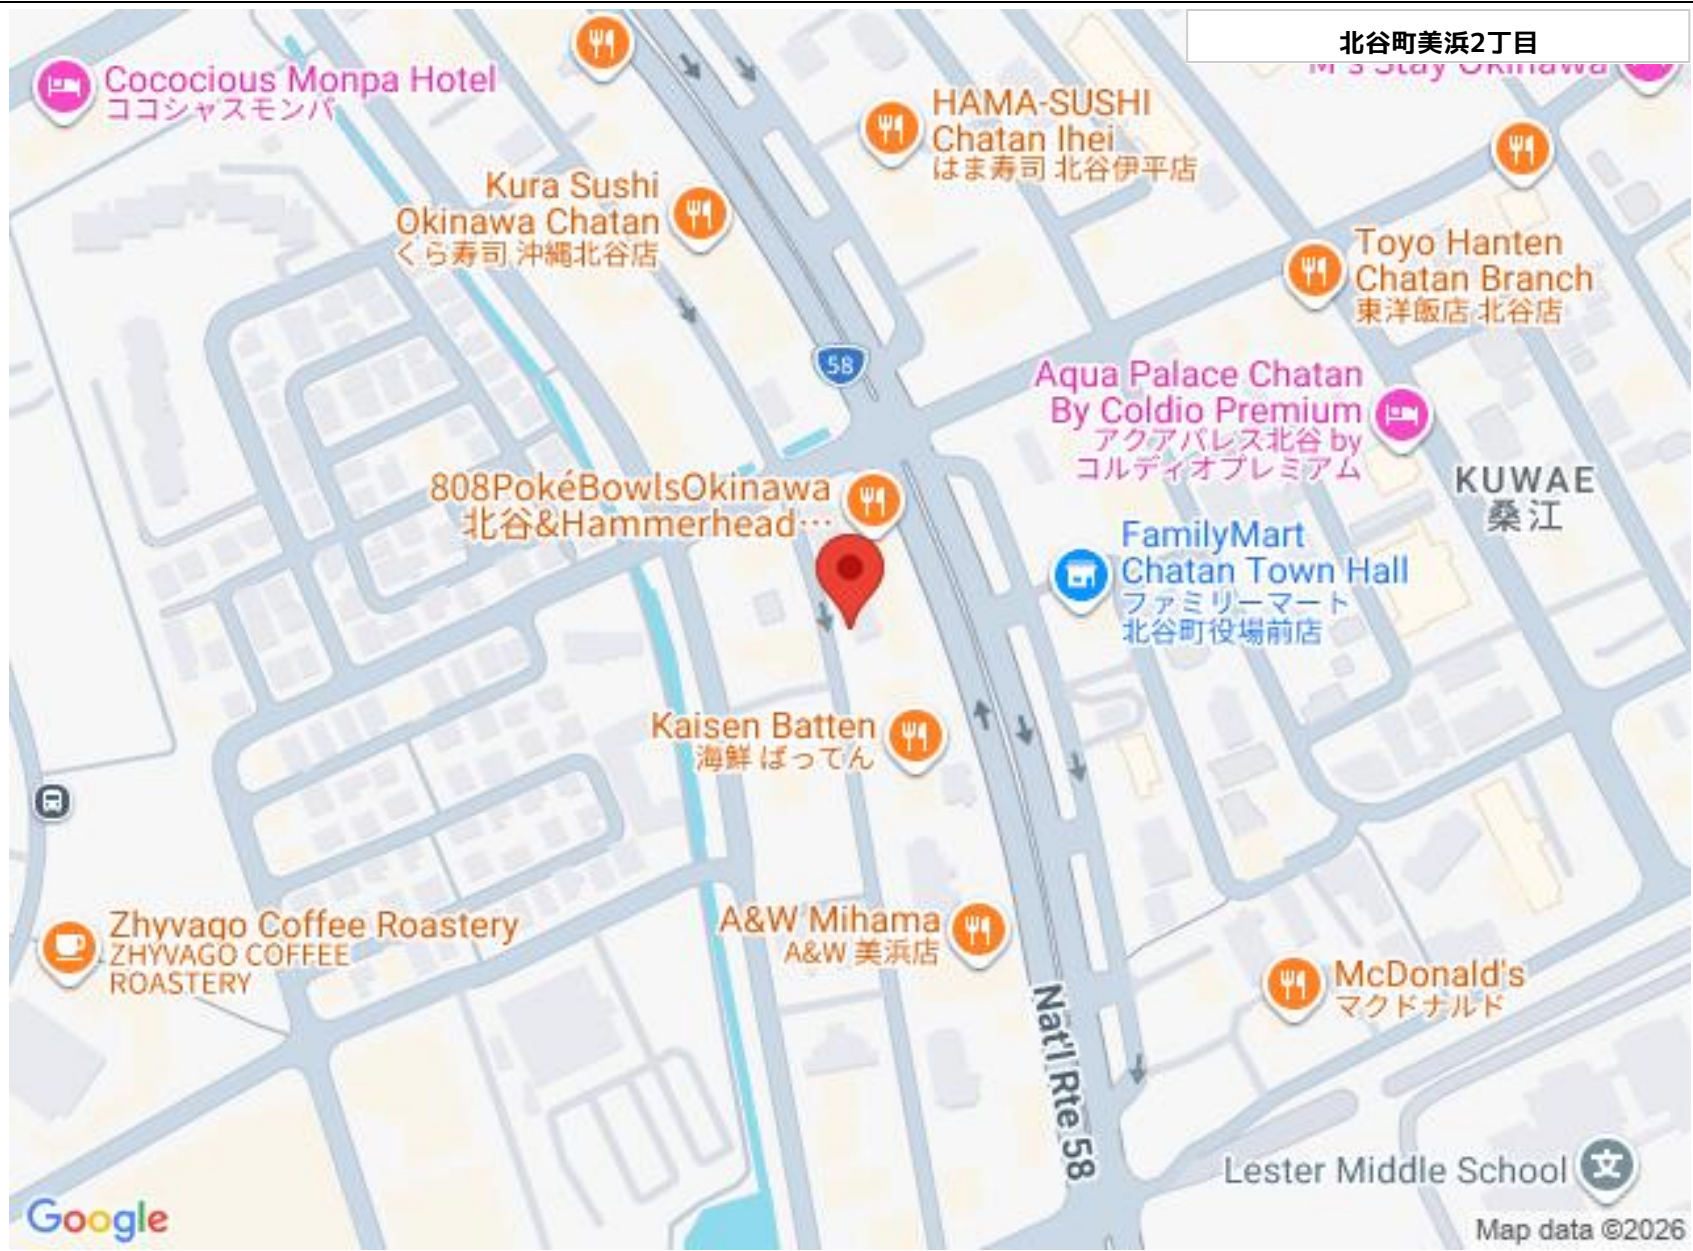 北谷町美浜2丁目
Cococious Monpa Hotel
ココシャスモンパ
HAMA-SUSHI
Chatan Ihei
はま寿司 北谷伊平店
M's Stay Okinawa
Kura Sushi
Okinawa Chatan
くら寿司 沖縄北谷店
Toyo Hanten
Chatan Branch
東洋飯店 北谷店
58
Aqua Palace Chatan
By Coldio Premium
アクアパレス北谷 by
コルディオプレミアム
KUWAE
桑江
808PokéBowlsOkinawa
北谷&Hammerhead…
FamilyMart
Chatan Town Hall
ファミリーマート
北谷町役場前店
Kaisen Batten
海鮮 ばってん
Zhyvago Coffee Roastery
ZHYVAGO COFFEE
ROASTERY
A&W Mihama
A&W 美浜店
McDonald's
マクドナルド
Nat'l Rte 58
Lester Middle School
文
Google
Map data ©2026